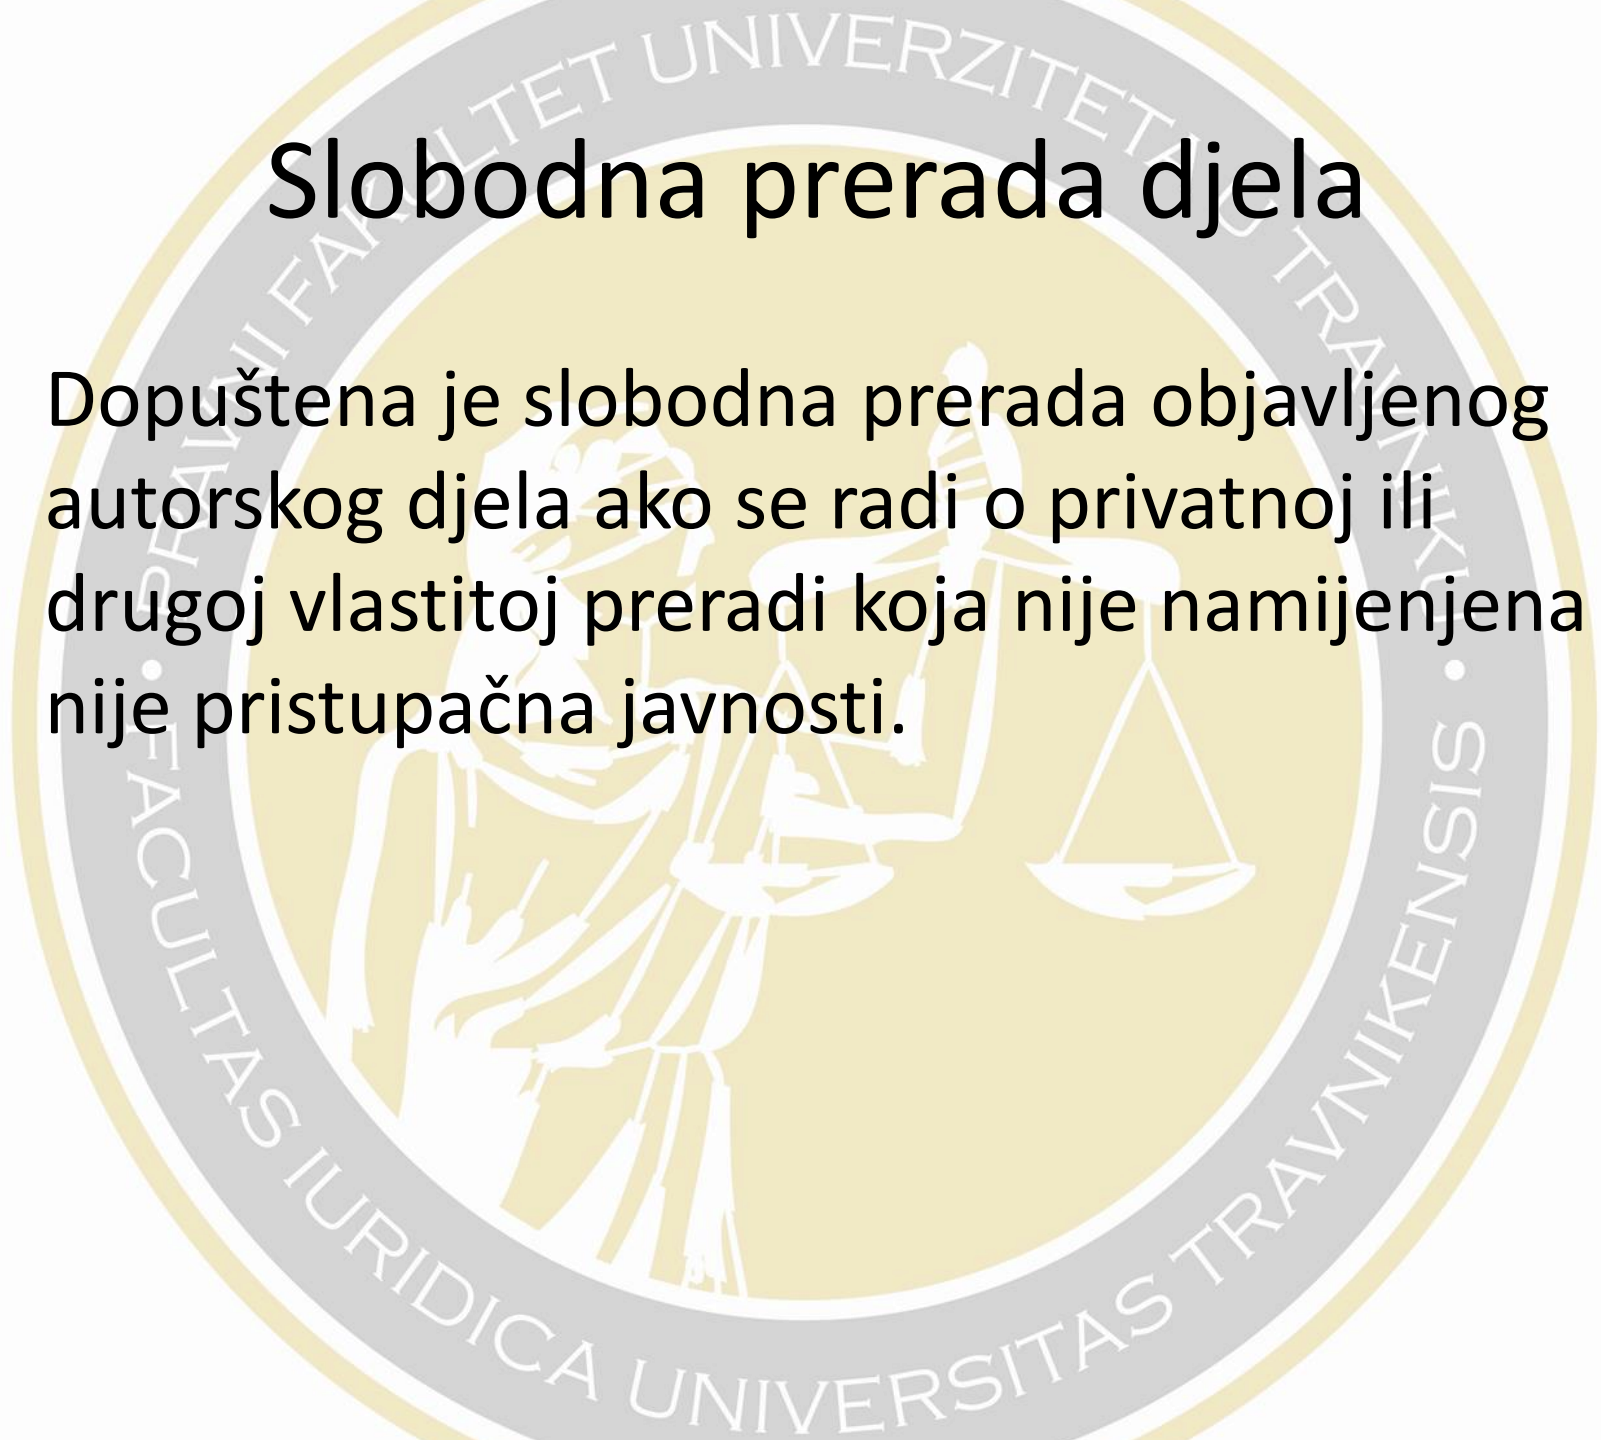 Slobodna prerada djela
Dopuštena je slobodna prerada objavljenog
autorskog djela ako se radi o privatnoj ili
drugoj vlastitoj preradi koja nije namijenjena
nije pristupačna javnosti.
PRAVNI FAKULTET UNIVERZITETA U TRAVNIKU
FACULTAS IURIDICA UNIVERSITAS TRAVNIKENSIS